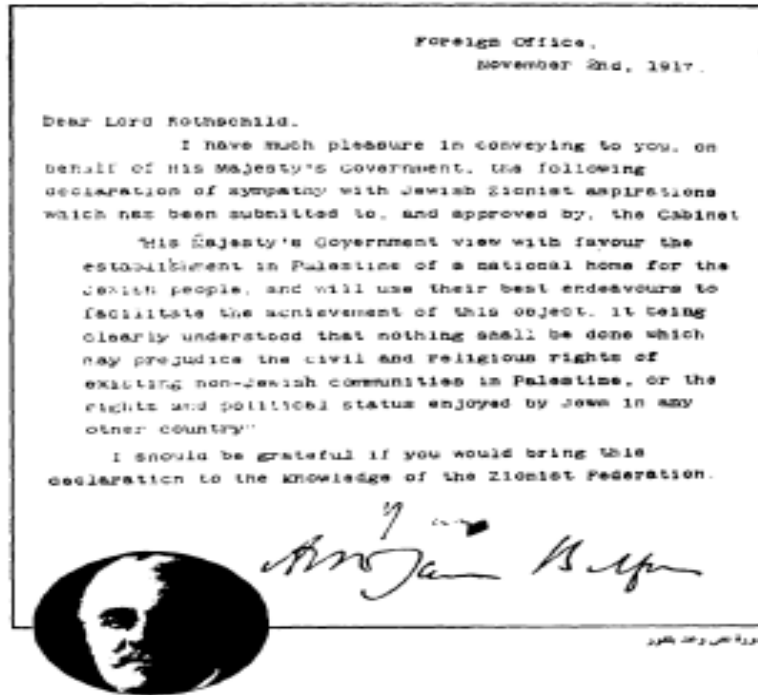 Foreign Office,
November 2nd, 1917.
Dear Lord Rothschild.
I have much pleasure in conveying to you, on
behalf of His Majesty's Government, the following
declaration of sympathy with Jewish Zionist aspirations
which has been submitted to, and approved by, the Cabinet
"His Majesty's Government view with favour the
establishment in Palestine of a national home for the
Jewish people, and will use their best endeavours to
facilitate the achievement of this object, it being
clearly understood that nothing shall be done which
may prejudice the civil and religious rights of
existing non-Jewish communities in Palestine, or the
rights and political status enjoyed by Jews in any
other country"
I should be grateful if you would bring this
declaration to the knowledge of the Zionist Federation.
نص وعد بلفور